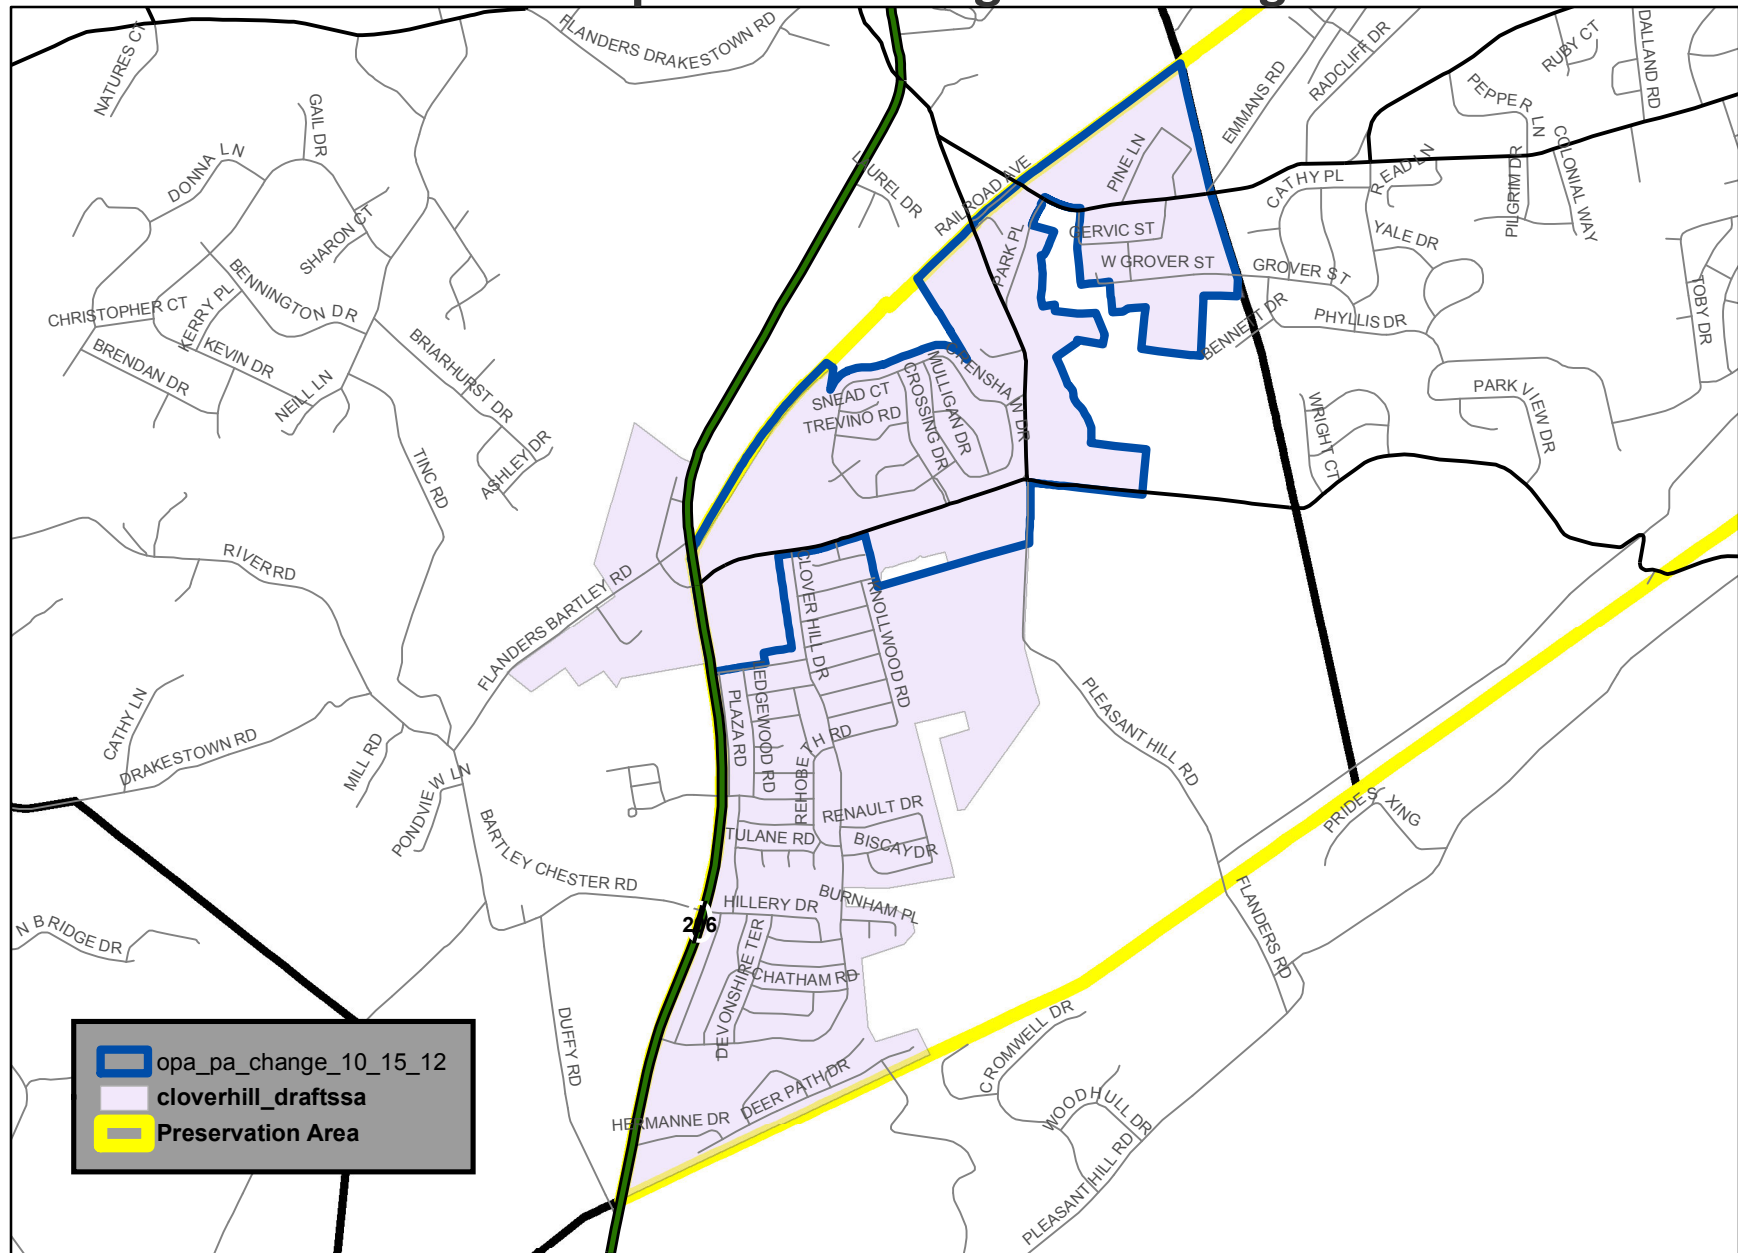 FLANDERS DRAKESTOWN RD
NATURES CT
GAIL DR
DONNA LN
SHARON CT
BENNINGTON DR
CHRISTOPHER CT
KERRY PL
KEVIN DR
BRENDAN DR
NEILL LN
BRIARHURST DR
ASHLEY DR
TINC RD
LAUREL DR
RAILROAD AVE
PARK PL
PINE LN
GERVIC ST
W GROVER ST
GROVER ST
BENNETT DR
EMMANS RD
RADCLIFF DR
CATHY PL
READ LN
YALE DR
PHYLLIS DR
PEPPER LN
RUBY CT
DALLAND RD
COLONIAL WAY
PILGRIM DR
TOBY DR
PARK VIEW DR
WRIGHT CT
SNEAD CT
TREVINO RD
CROSSING DR
MULLIGAN DR
CRENSHAW DR
RIVER RD
FLANDERS BARTLEY RD
CLOVER HILL DR
KNOLLWOOD RD
EDGEWOOD RD
PLAZA RD
REHOBETH RD
PLEASANT HILL RD
CATHY LN
DRAKESTOWN RD
MILL RD
PONDVIEW LN
BARTLEY CHESTER RD
RENAULT DR
TULANE RD
BISCAY DR
PRIDES XING
HILLERY DR
BURNHAM PL
206
DEVONSHIRE TER
CHATHAM RD
FLANDERS RD
N BRIDGE DR
DUFFY RD
CROMWELL DR
WOODHULL DR
PLEASANT HILL RD
DEER PATH DR
HERMANNE DR
opa_pa_change_10_15_12
cloverhill_draftssa
Preservation Area